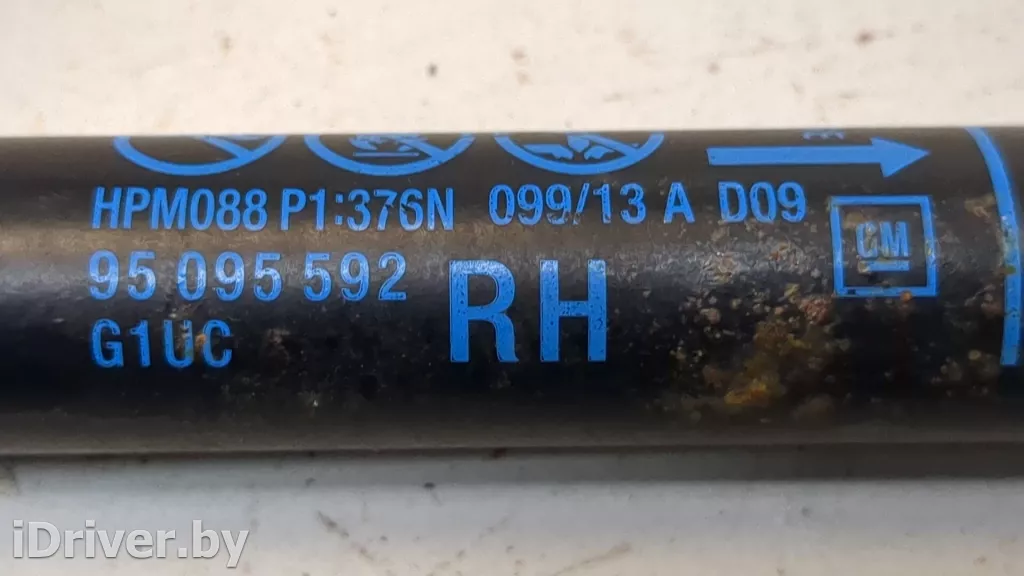 HPM088 P1:376N 099/13 A D09
95 095 592
G1UC
RH
GM
iDriver.by